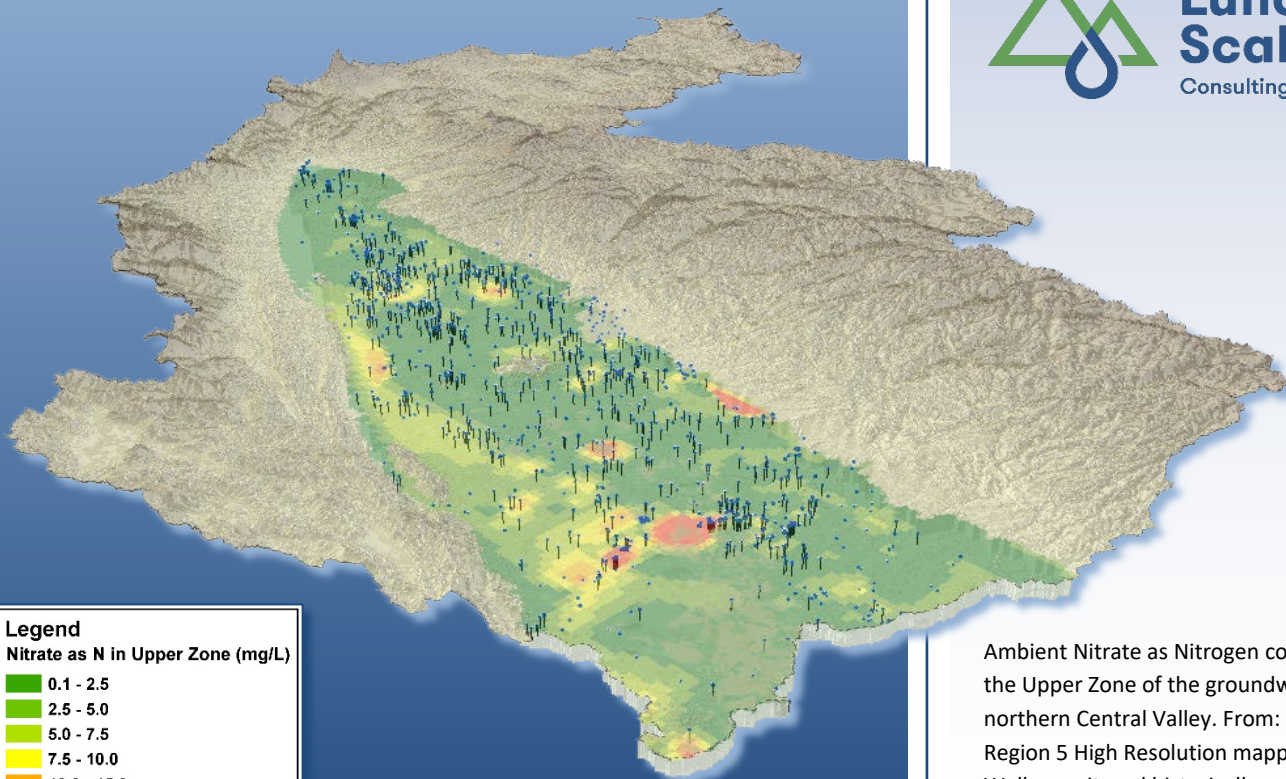 Consulting
Legend
Nitrate as N in Upper Zone (mg/L)
0.1 - 2.5
2.5 - 5.0
5.0 - 7.5
7.5 - 10.0
Ambient Nitrate as Nitrogen co
the Upper Zone of the groundw
northern Central Valley. From:
Region 5 High Resolution mapp